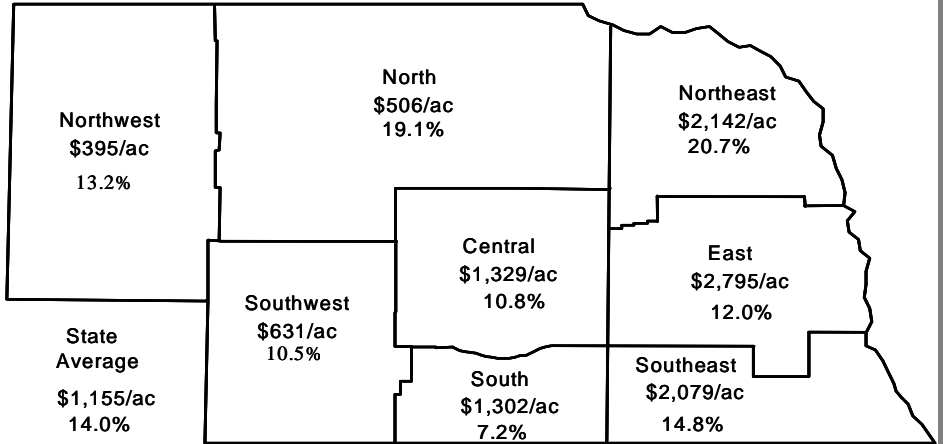 North
$506/ac
19.1%
Northeast
$2,142/ac
20.7%
Northwest
$395/ac
13.2%
Central
$1,329/ac
10.8%
East
$2,795/ac
12.0%
Southwest
$631/ac
10.5%
State
Average
$1,155/ac
14.0%
South
$1,302/ac
7.2%
Southeast
$2,079/ac
14.8%